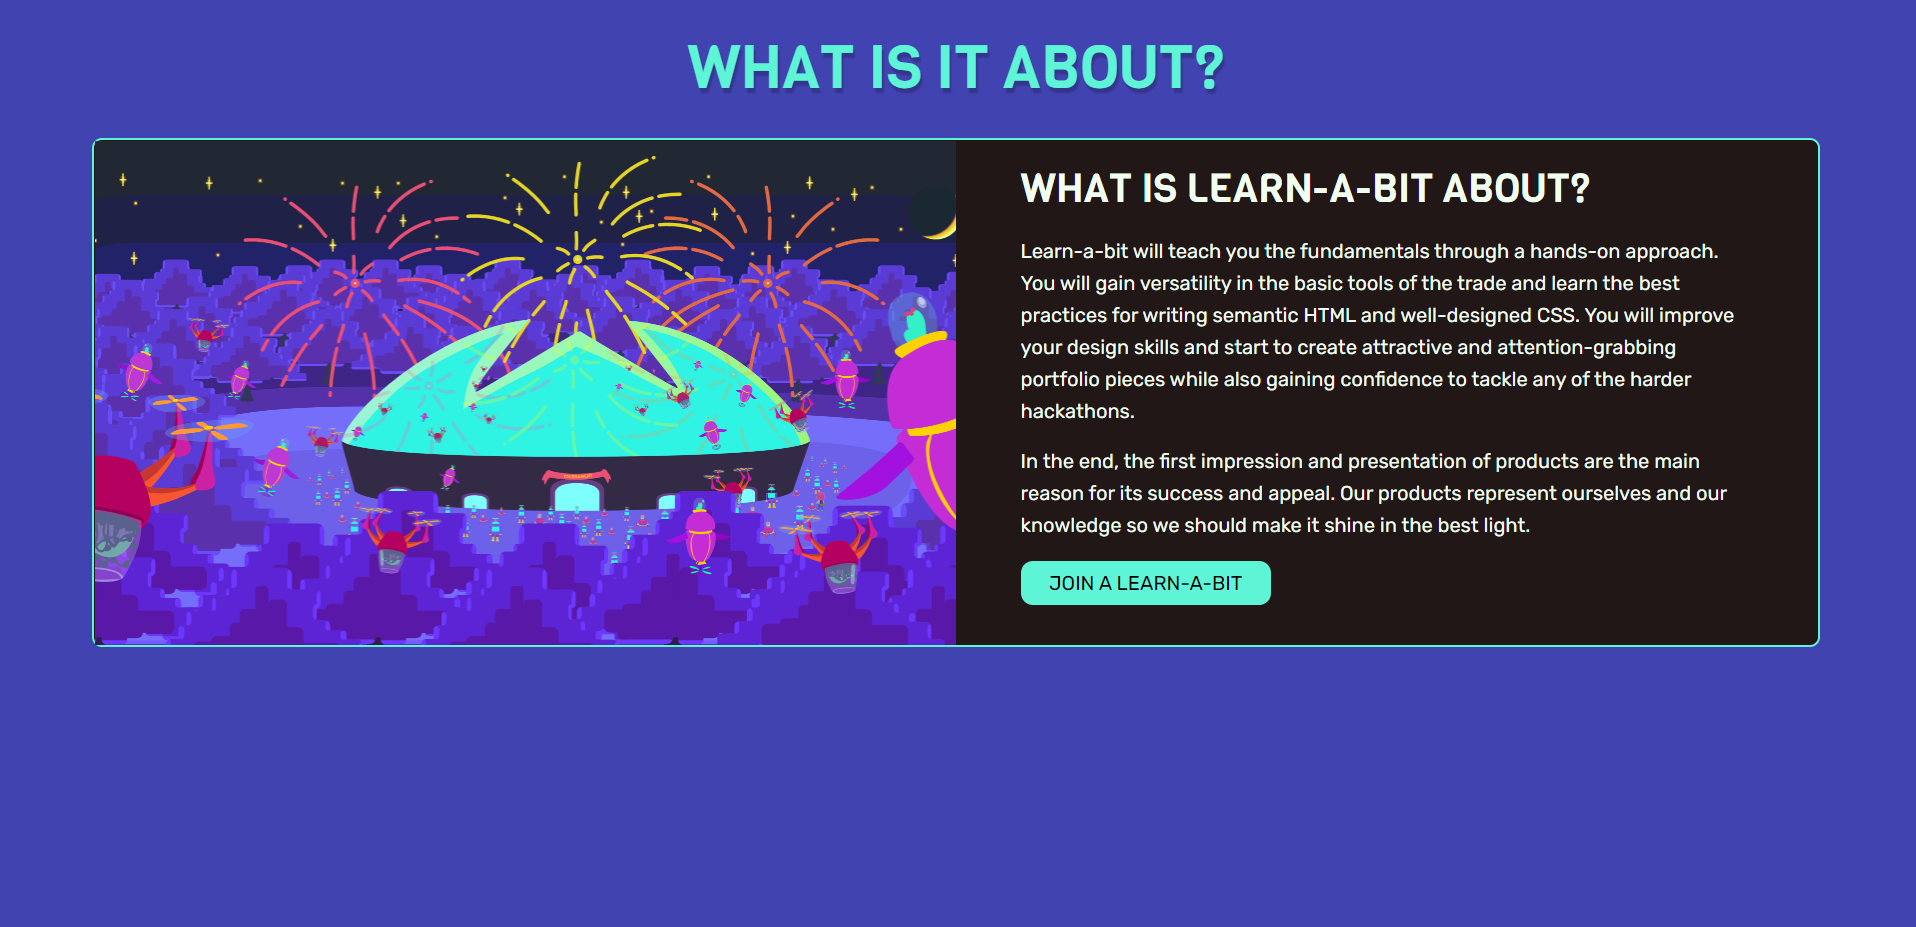 WHAT IS IT ABOUT?
WHAT IS LEARN-A-BIT ABOUT?
Learn-a-bit will teach you the fundamentals through a hands-on approach.
You will gain versatility in the basic tools of the trade and learn the best
practices for writing semantic HTML and well-designed CSS. You will improve
your design skills and start to create attractive and attention-grabbing
portfolio pieces while also gaining confidence to tackle any of the harder
hackathons.
In the end, the first impression and presentation of products are the main
reason for its success and appeal. Our products represent ourselves and our
knowledge so we should make it shine in the best light.
JOIN A LEARN-A-BIT